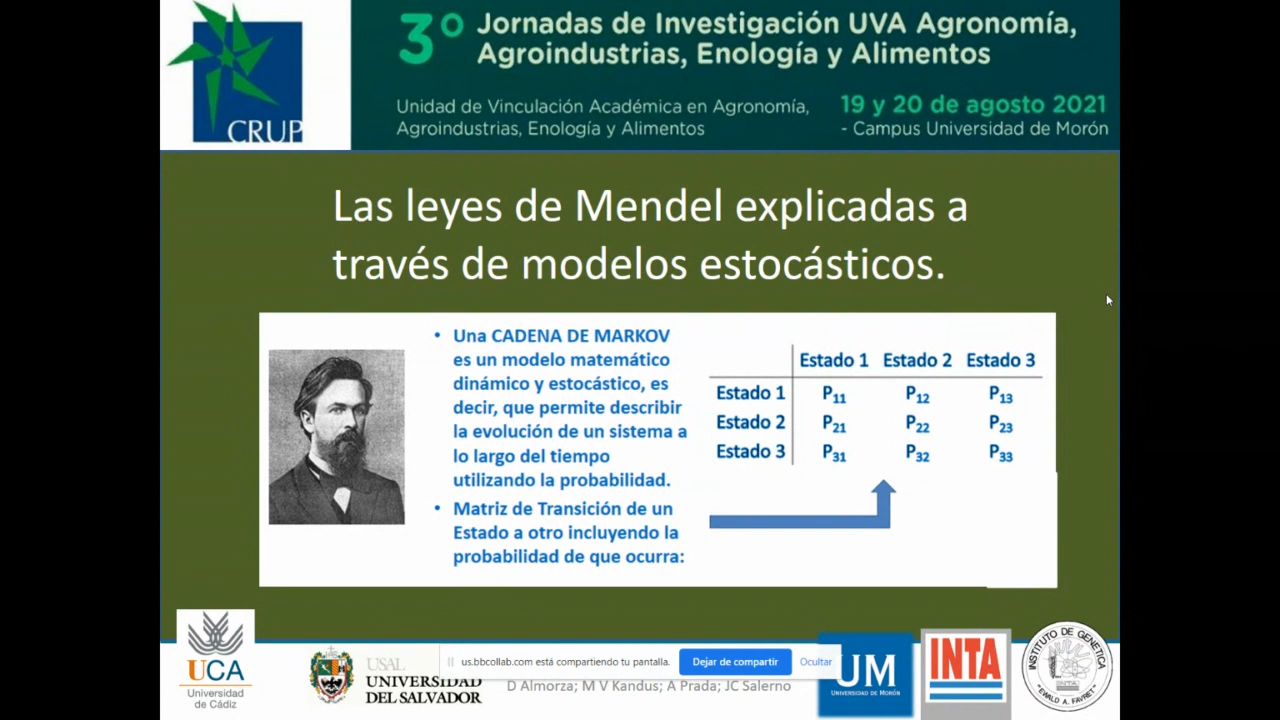 CRUP
3º Jornadas de Investigación UVA Agronomía,
Agroindustrias, Enología y Alimentos
Unidad de Vinculación Académica en Agronomía,
Agroindustrias, Enología y Alimentos
19 y 20 de agosto 2021
- Campus Universidad de Morón
Las leyes de Mendel explicadas a
través de modelos estocásticos.
• Una CADENA DE MARKOV
es un modelo matemático
dinámico y estocástico, es
decir, que permite describir
la evolución de un sistema a
lo largo del tiempo
utilizando la probabilidad.
• Matriz de Transición de un
Estado a otro incluyendo la
probabilidad de que ocurra:
Estado 1 Estado 2 Estado 3
Estado 1 P11 P12 P13
Estado 2 P21 P22 P23
Estado 3 P31 P32 P33
UCA
Universidad
de Cádiz
USAL
UNIVERSIDAD
DEL SALVADOR
us.bbcollab.com está compartiendo tu pantalla. Dejar de compartir Ocultar
D Almorza; M V Kandus; A Prada; JC Salerno
UM
UNIVERSIDAD DE MORÓN
INTA
INSTITUTO DE GENETICA
"EWALD A. FAVRET"